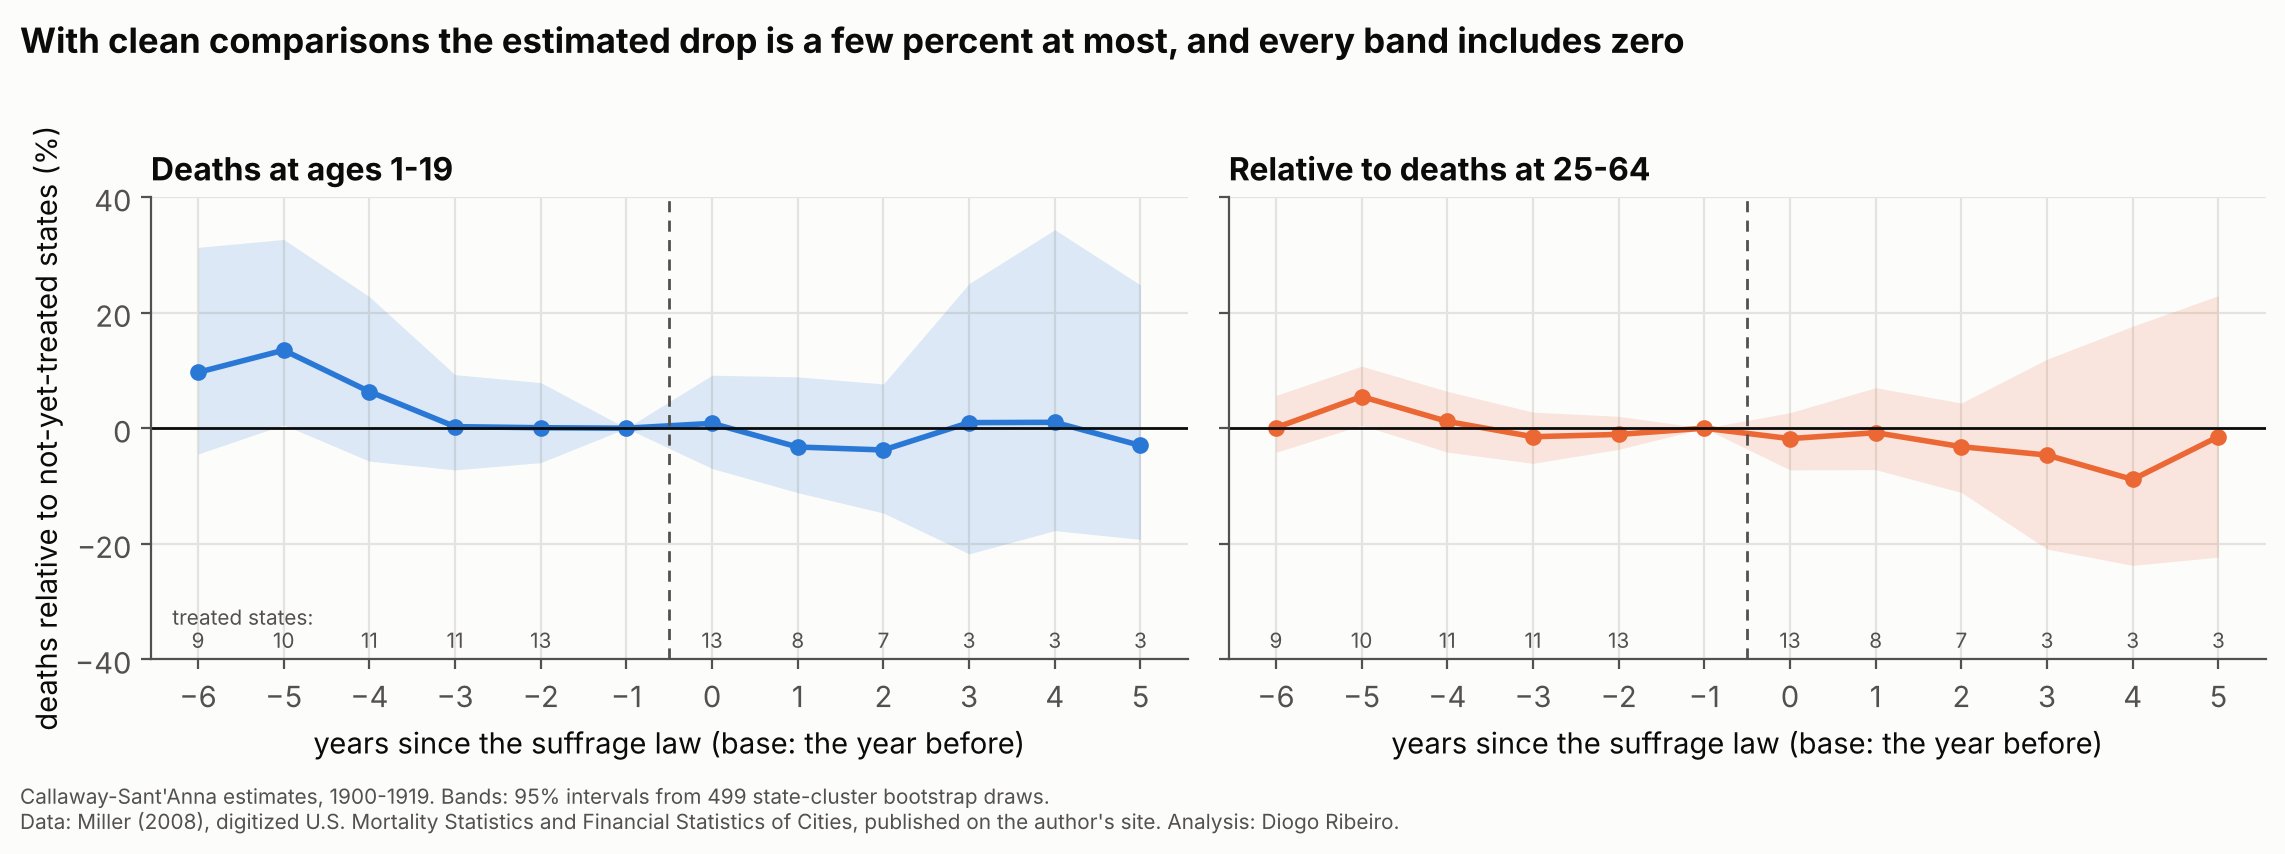 With clean comparisons the estimated drop is a few percent at most, and every band includes zero
deaths relative to not-yet-treated states (%)
Deaths at ages 1-19
40
20
0
−20
−40
treated states:
9 10 11 11 13 13 8 7 3 3 3
−6 −5 −4 −3 −2 −1 0 1 2 3 4 5
years since the suffrage law (base: the year before)
Relative to deaths at 25-64
9 10 11 11 13 13 8 7 3 3 3
−6 −5 −4 −3 −2 −1 0 1 2 3 4 5
years since the suffrage law (base: the year before)
Callaway-Sant'Anna estimates, 1900-1919. Bands: 95% intervals from 499 state-cluster bootstrap draws.
Data: Miller (2008), digitized U.S. Mortality Statistics and Financial Statistics of Cities, published on the author's site. Analysis: Diogo Ribeiro.